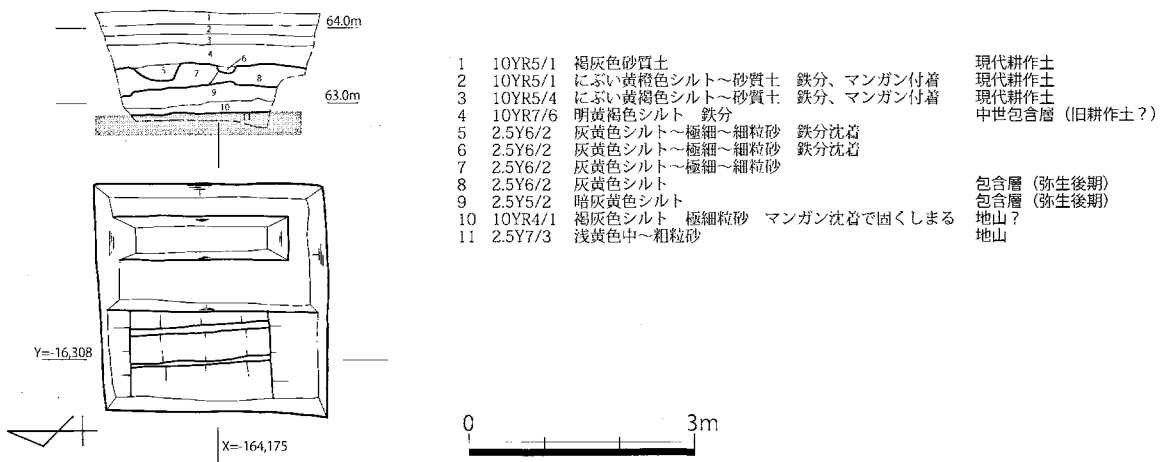 1
2
3
4
5
7
6
8
9
10
11
64.0m
63.0m
1 10YR5/1 褐灰色砂質土 現代耕作土
2 10YR5/1 にぶい黄橙色シルト～砂質土 鉄分、マンガン付着 現代耕作土
3 10YR5/4 にぶい黄褐色シルト～砂質土 鉄分、マンガン付着 現代耕作土
4 10YR7/6 明黄褐色シルト 鉄分 中世包含層（旧耕作土？）
5 2.5Y6/2 灰黄色シルト～極細～細粒砂 鉄分沈着
6 2.5Y6/2 灰黄色シルト～極細～細粒砂 鉄分沈着
7 2.5Y6/2 灰黄色シルト～極細～細粒砂
8 2.5Y6/2 灰黄色シルト 包含層（弥生後期）
9 2.5Y5/2 暗灰黄色シルト 包含層（弥生後期）
10 10YR4/1 褐灰色シルト 極細粒砂 マンガン沈着で固くしまる 地山？
11 2.5Y7/3 浅黄色中～粗粒砂 地山
Y=-16,308
X=-164,175
0 3m